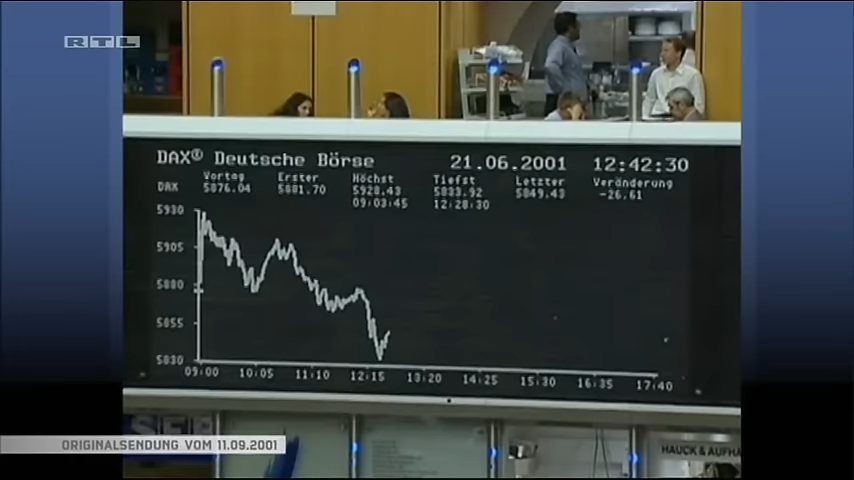 RTL
DAX® Deutsche Börse 21.06.2001 12:42:30
Vortag Erster Höchst Tiefst Letzter Veränderung
DAX 5876.04 5881.70 5928.43 5833.92 5849.43 -26.61
09:03:45 12:28:30
5930
5905
5880
5855
5830
09:00 10:05 11:10 12:15 13:20 14:25 15:30 16:35 17:40
ORIGINALSENDUNG VOM 11.09.2001
HAUCK & AUFHÄ